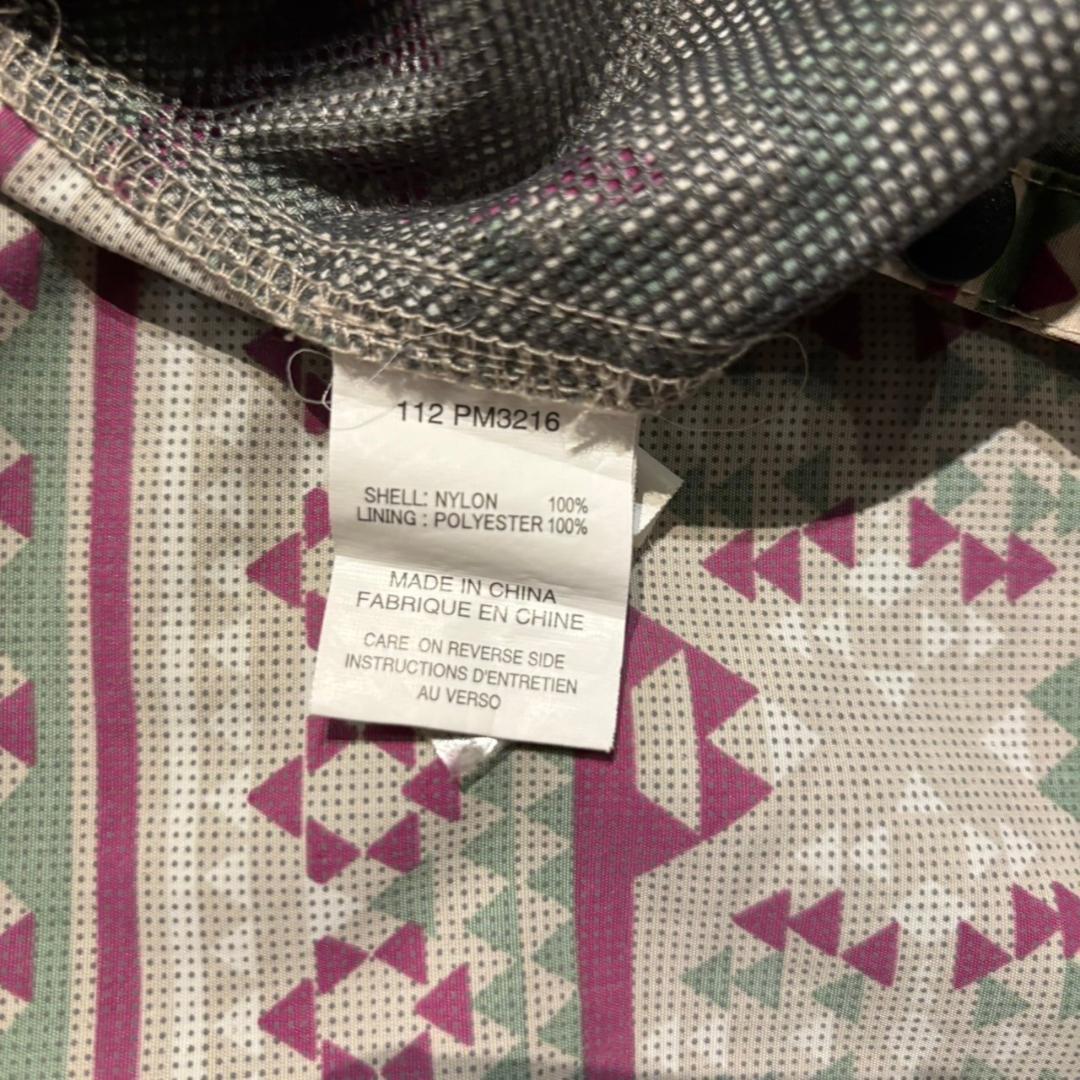 112 PM3216
SHELL: NYLON 100%
LINING : POLYESTER 100%
MADE IN CHINA
FABRIQUE EN CHINE
CARE ON REVERSE SIDE
INSTRUCTIONS D'ENTRETIEN
AU VERSO